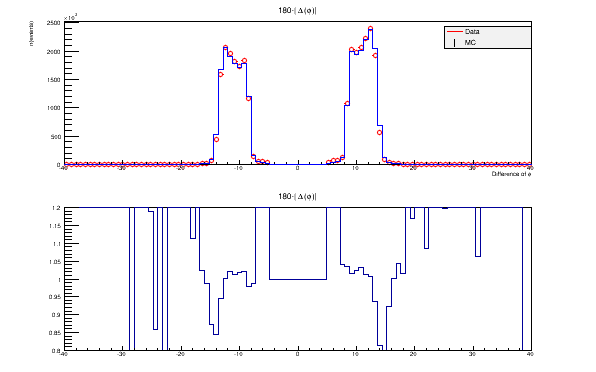 180-| Δ(φ)|
×10³
n(events)
2500
2000
1500
1000
500
0
Data
MC
-40 -30 -20 -10 0 10 20 30 40
Difference of φ
180-| Δ(φ)|
1.2
1.15
1.1
1.05
1
0.95
0.9
0.85
0.8
-40 -30 -20 -10 0 10 20 30 40